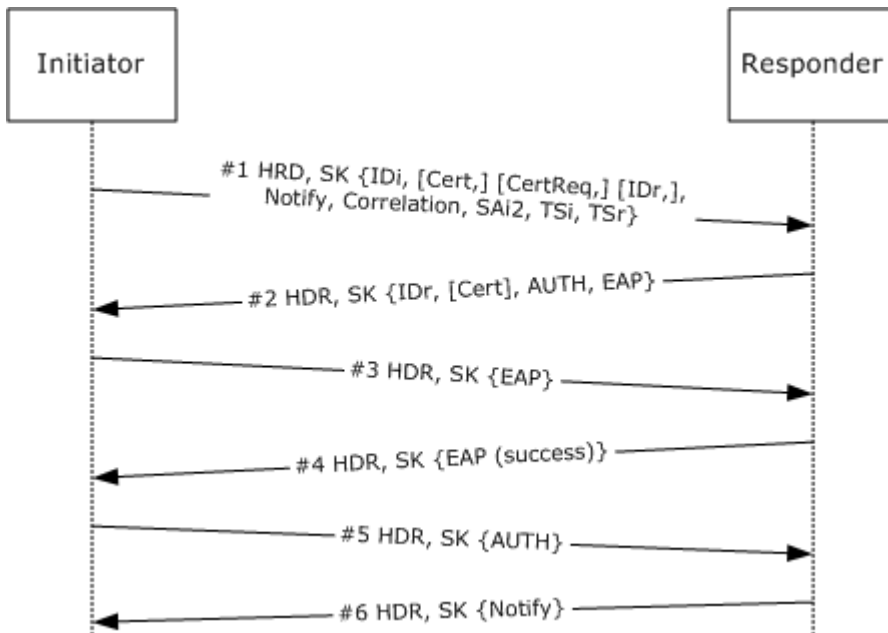 Initiator
Responder
#1 HRD, SK {IDi, [Cert,] [CertReq,] [IDr,],
Notify, Correlation, SAi2, TSi, TSr}
#2 HDR, SK {IDr, [Cert], AUTH, EAP}
#3 HDR, SK {EAP}
#4 HDR, SK {EAP (success)}
#5 HDR, SK {AUTH}
#6 HDR, SK {Notify}